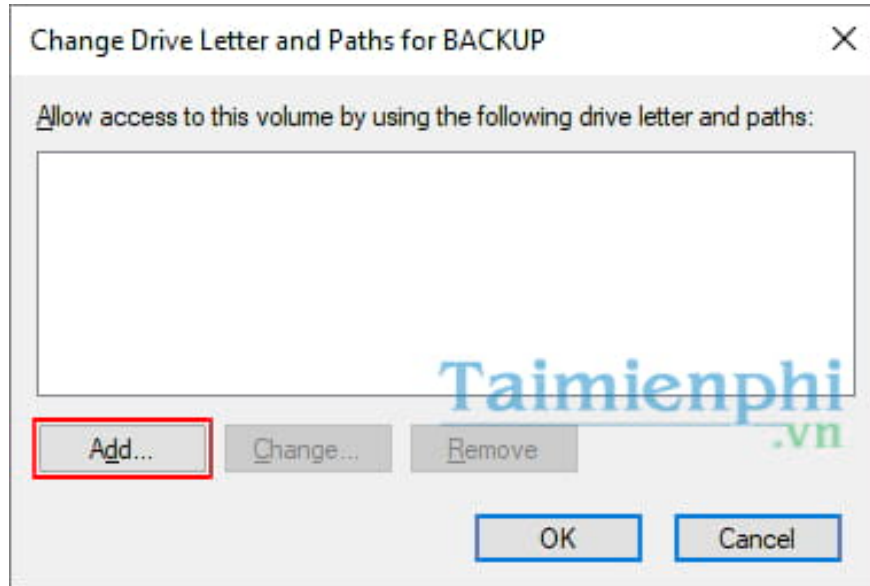 Change Drive Letter and Paths for BACKUP
Allow access to this volume by using the following drive letter and paths:
Taimienphi
.vn
Add... Change... Remove
OK Cancel